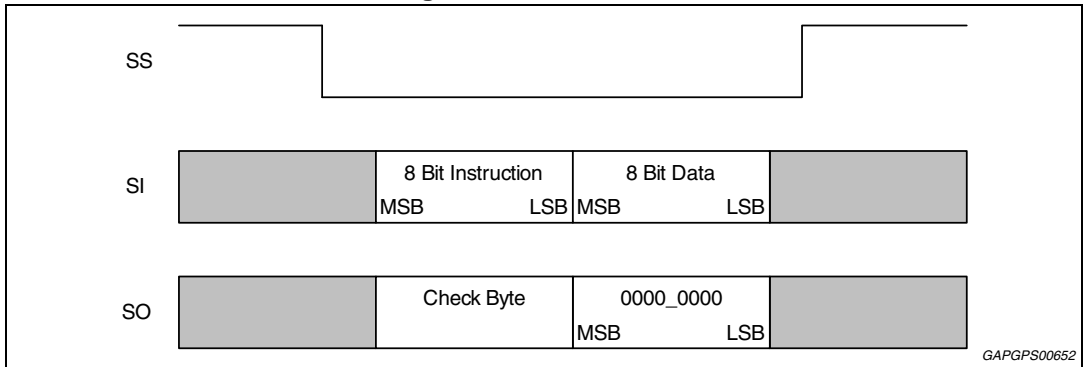 SS
SI
8 Bit Instruction 8 Bit Data
MSB LSB MSB LSB
SO
Check Byte 0000_0000
MSB LSB
GAPGPS00652